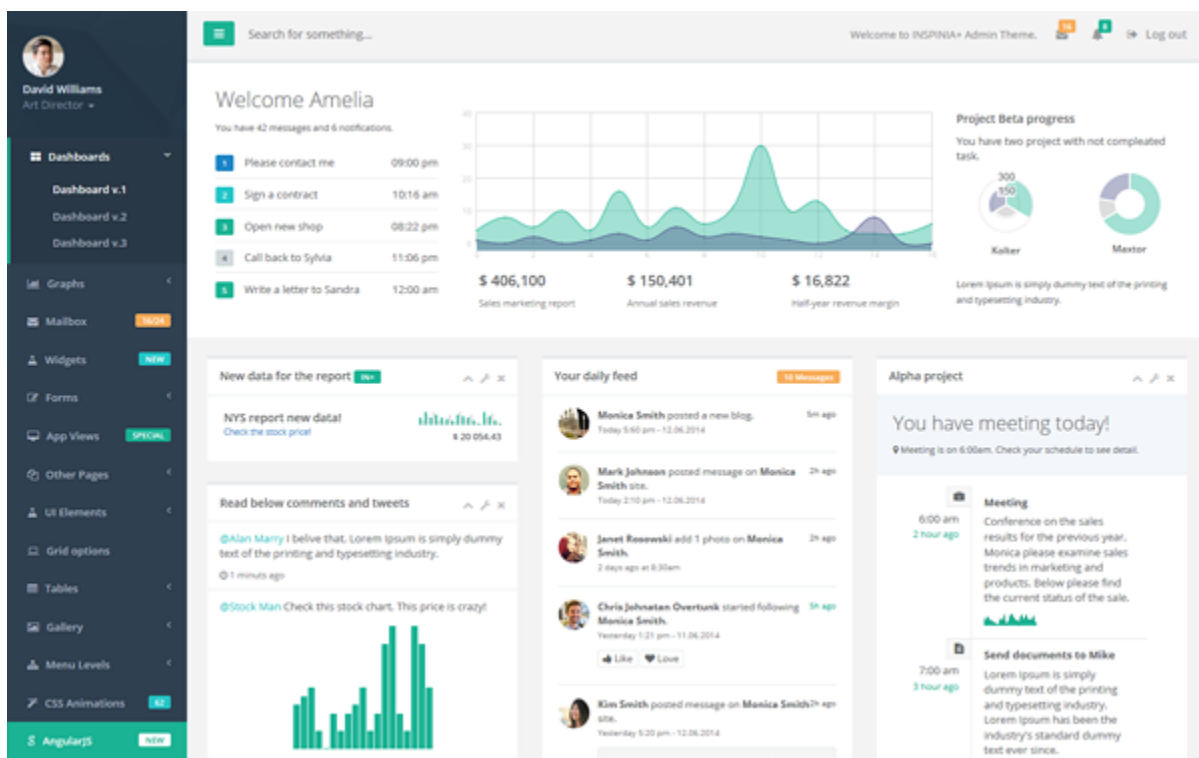 David Williams
Art Director
Dashboards
Dashboard v.1
Dashboard v.2
Dashboard v.3
Graphs
Mailbox 16/24
Widgets NEW
Forms
App Views SPECIAL
Other Pages
UI Elements
Grid options
Tables
Gallery
Menu Levels
CSS Animations 62
AngularJS NEW
Search for something...
Welcome to INSPINIA+ Admin Theme. 16 8 Log out
Welcome Amelia
You have 42 messages and 6 notifications.
1 Please contact me 09:00 pm
2 Sign a contract 10:16 am
3 Open new shop 08:22 pm
4 Call back to Sylvia 11:06 pm
5 Write a letter to Sandra 12:00 am
40
30
20
10
0
0 2 4 6 8 10 12 14 16
$ 406,100
Sales marketing report
$ 150,401
Annual sales revenue
$ 16,822
Half-year revenue margin
Project Beta progress
You have two project with not compleated
task.
300
150
Kolter
Maxtor
Lorem Ipsum is simply dummy text of the printing
and typesetting industry.
New data for the report IN+
NYS report new data!
Check the stock price!
$ 20 054.43
Read below comments and tweets
@Alan Marry I belive that. Lorem Ipsum is simply dummy
text of the printing and typesetting industry.
1 minuts ago
@Stock Man Check this stock chart. This price is crazy!
Your daily feed 10 Messages
Monica Smith posted a new blog. 5m ago
Today 5:60 pm - 12.06.2014
Mark Johnson posted message on Monica 2h ago
Smith site.
Today 2:10 pm - 12.06.2014
Janet Rosowski add 1 photo on Monica 2h ago
Smith.
2 days ago at 8:30am
Chris Johnatan Overtunk started following 5h ago
Monica Smith.
Yesterday 1:21 pm - 11.06.2014
Like Love
Kim Smith posted message on Monica Smith 2h ago
site.
Yesterday 5:20 pm - 12.06.2014
Alpha project
You have meeting today!
Meeting is on 6:00am. Check your schedule to see detail.
6:00 am
2 hour ago
Meeting
Conference on the sales
results for the previous year.
Monica please examine sales
trends in marketing and
products. Below please find
the current status of the sale.
7:00 am
3 hour ago
Send documents to Mike
Lorem Ipsum is simply
dummy text of the printing
and typesetting industry.
Lorem Ipsum has been the
industry's standard dummy
text ever since.